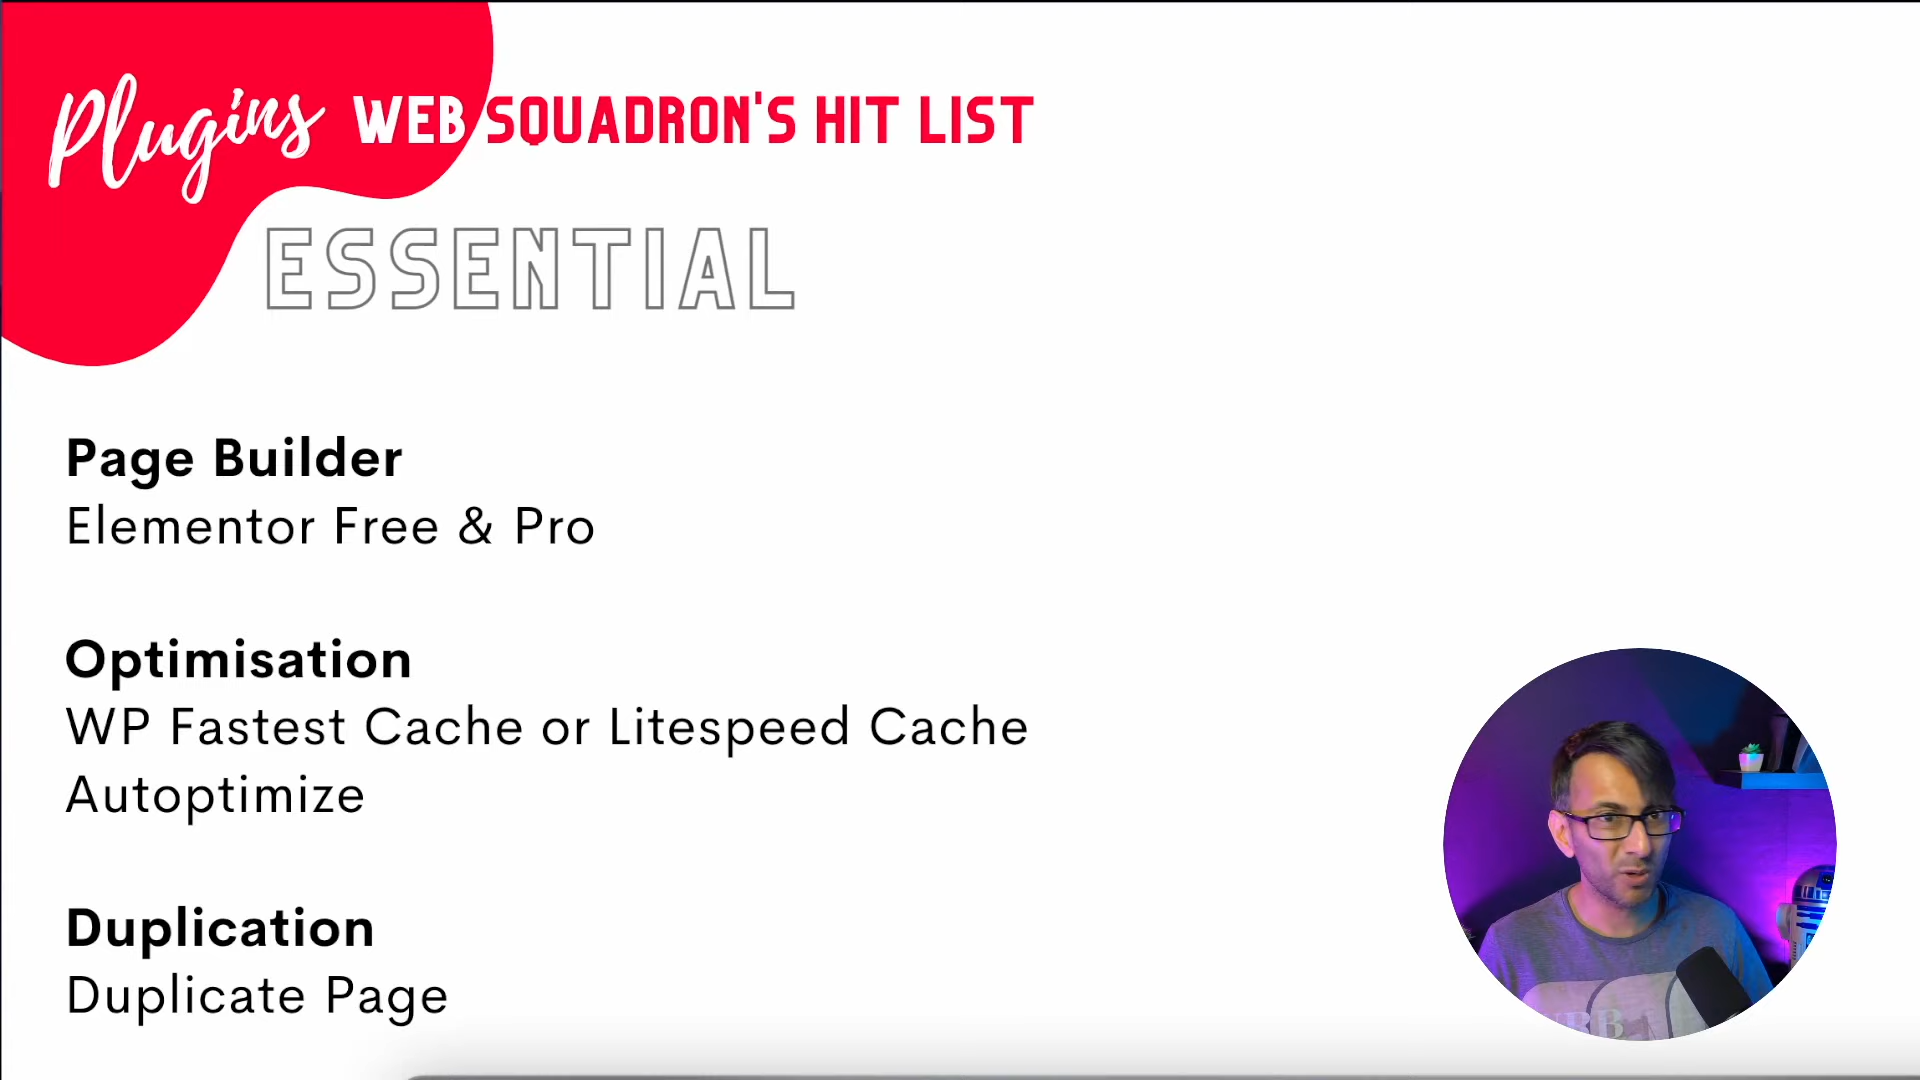 Plugins WEB SQUADRON'S HIT LIST
ESSENTIAL
Page Builder
Elementor Free & Pro
Optimisation
WP Fastest Cache or Litespeed Cache
Autoptimize
Duplication
Duplicate Page